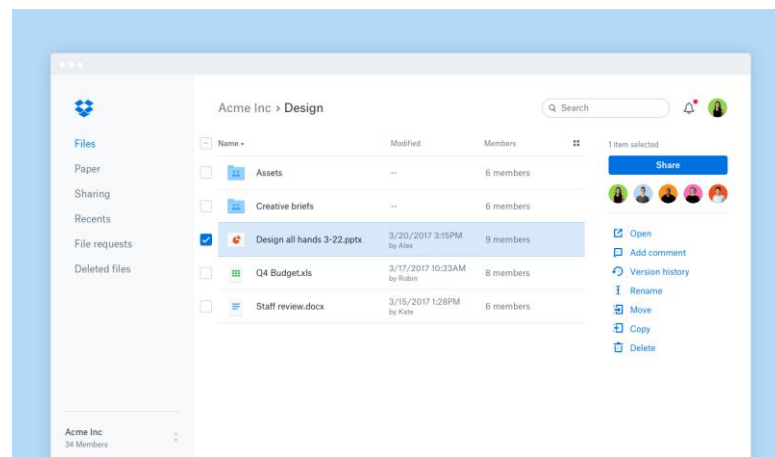 Acme Inc › Design
Search
Files
Paper
Sharing
Recents
File requests
Deleted files
Name
Modified
Members
Assets
--
6 members
Creative briefs
--
6 members
Design all hands 3-22.pptx
3/20/2017 3:15PM
by Alex
9 members
Q4 Budget.xls
3/17/2017 10:33AM
by Robin
8 members
Staff review.docx
3/15/2017 1:28PM
by Kate
6 members
1 item selected
Share
Open
Add comment
Version history
Rename
Move
Copy
Delete
Acme Inc
34 Members